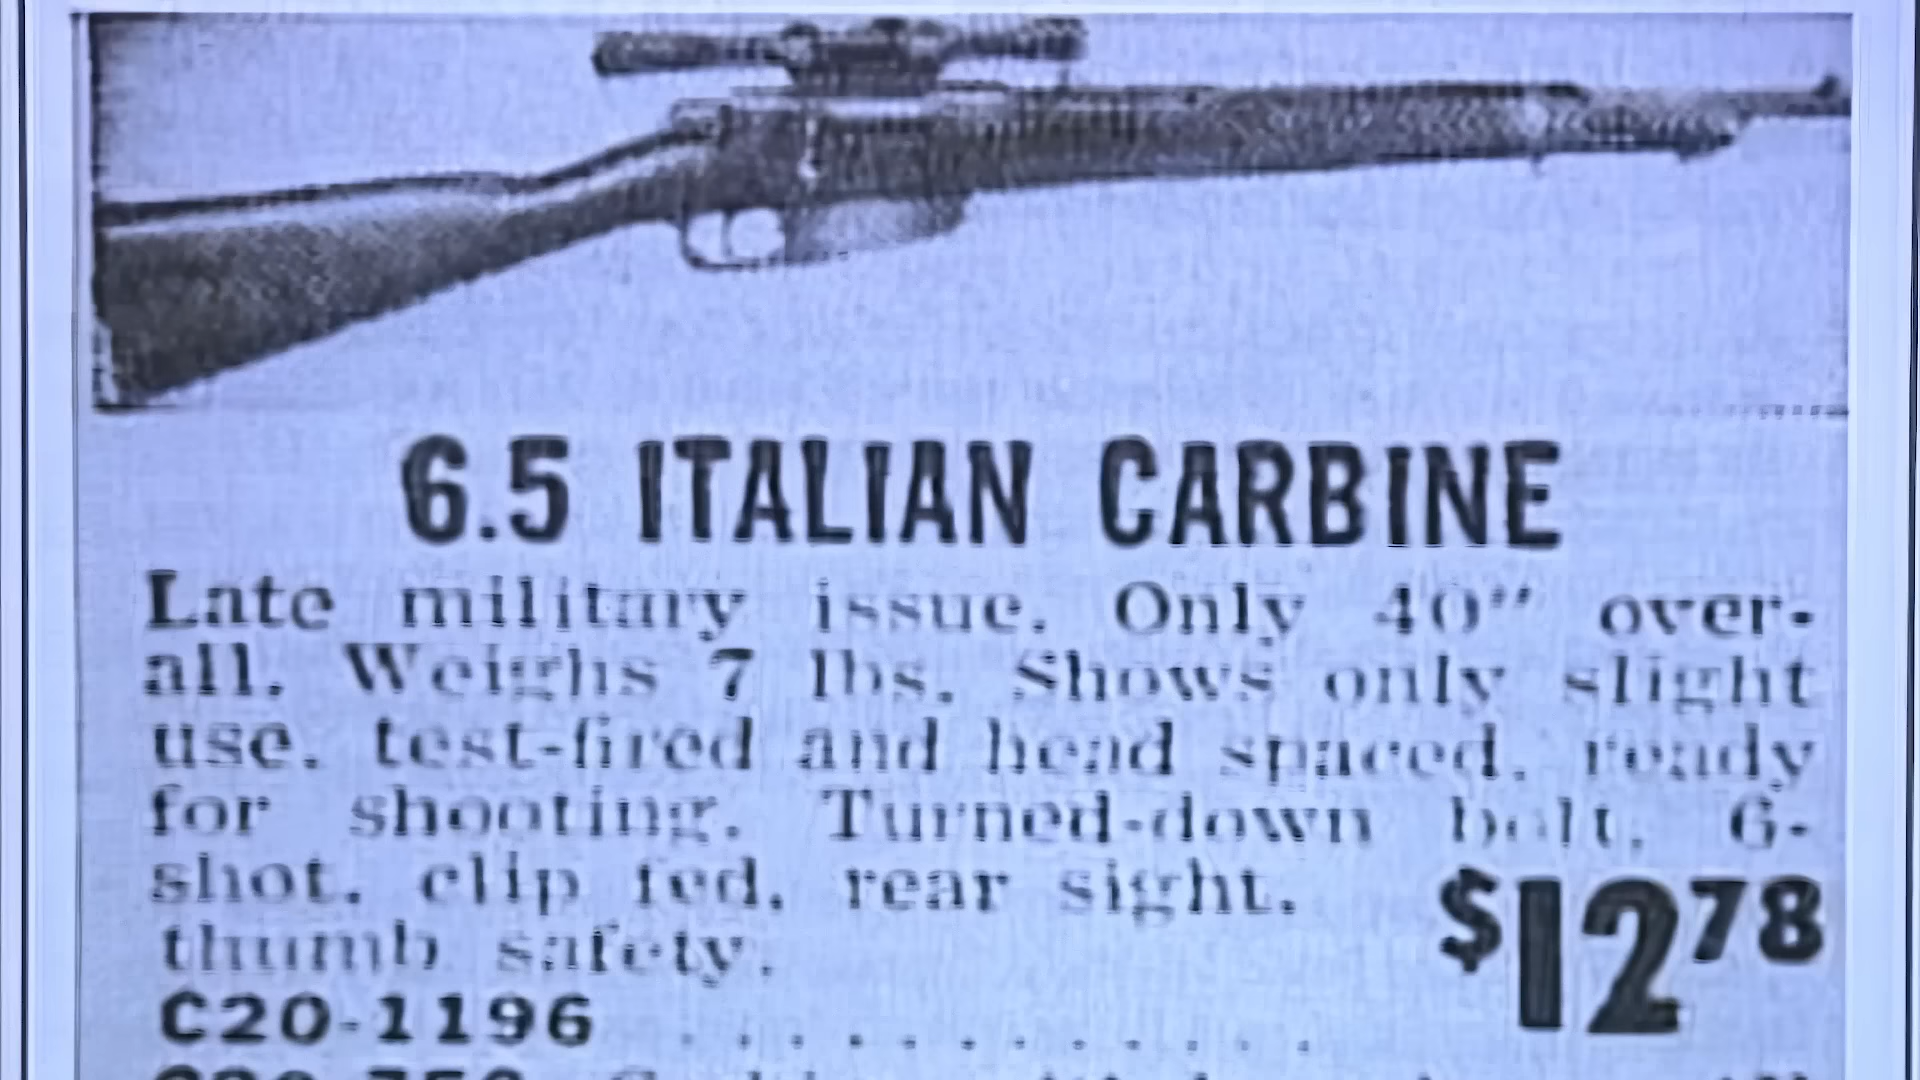 6.5 ITALIAN CARBINE
Late military issue. Only 40" over-
all. Weighs 7 lbs. Shows only slight
use, test-fired and head spaced, ready
for shooting. Turned-down bolt, 6-
shot, clip fed, rear sight,
thumb safety.
$12 78
C20-1196 . . . . . . . . . . . .
C20-750.